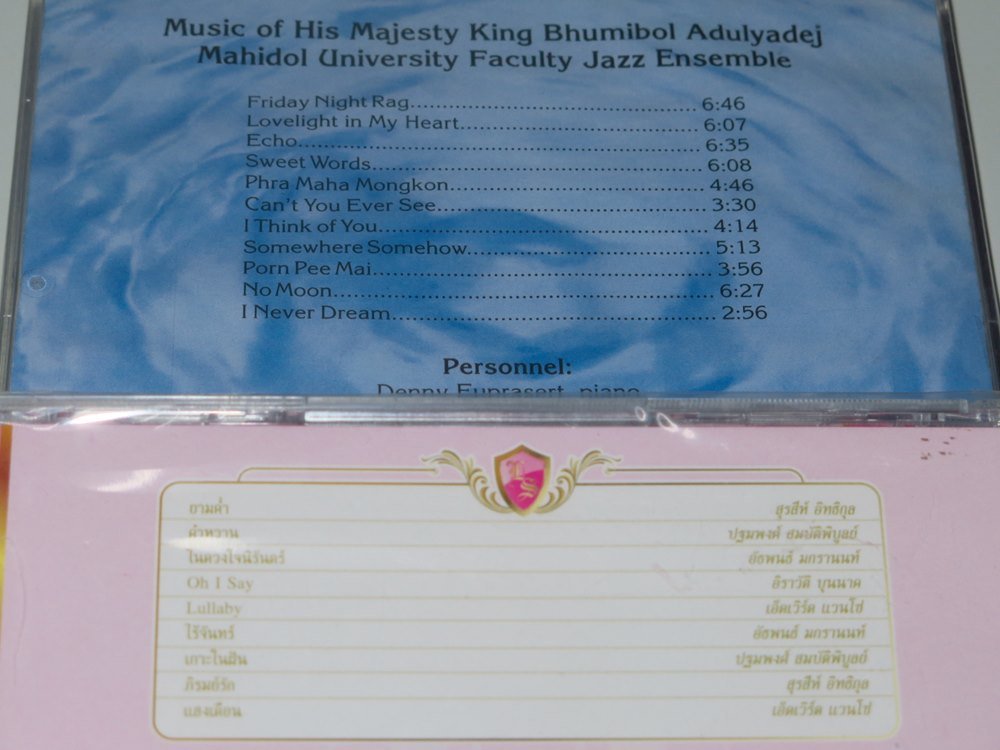 Music of His Majesty King Bhumibol Adulyadej
Mahidol University Faculty Jazz Ensemble
Friday Night Rag.................................................. 6:46
Lovelight in My Heart.......................................... 6:07
Echo..................................................................... 6:35
Sweet Words........................................................ 6:08
Phra Maha Mongkon........................................... 4:46
Can't You Ever See.............................................. 3:30
I Think of You....................................................... 4:14
Somewhere Somehow......................................... 5:13
Porn Pee Mai........................................................ 3:56
No Moon............................................................... 6:27
I Never Dream...................................................... 2:56
Personnel:
Denny Euprasert, piano
ยามค่ำ สุรสีห์ อิทธิกุล
คำหวาน ปฐมพงศ์ สมบัติพิบูลย์
ในดวงใจนิรันดร์ อัธพนธ์ มกรานนท์
Oh I Say อิราวัติ บุนนาค
Lullaby เอ็ดเวิร์ด แวนโซ่
ไร้จันทร์ อัธพนธ์ มกรานนท์
เกาะในฝัน ปฐมพงศ์ สมบัติพิบูลย์
ภิรมย์รัก สุรสีห์ อิทธิกุล
แสงเดือน เอ็ดเวิร์ด แวนโซ่